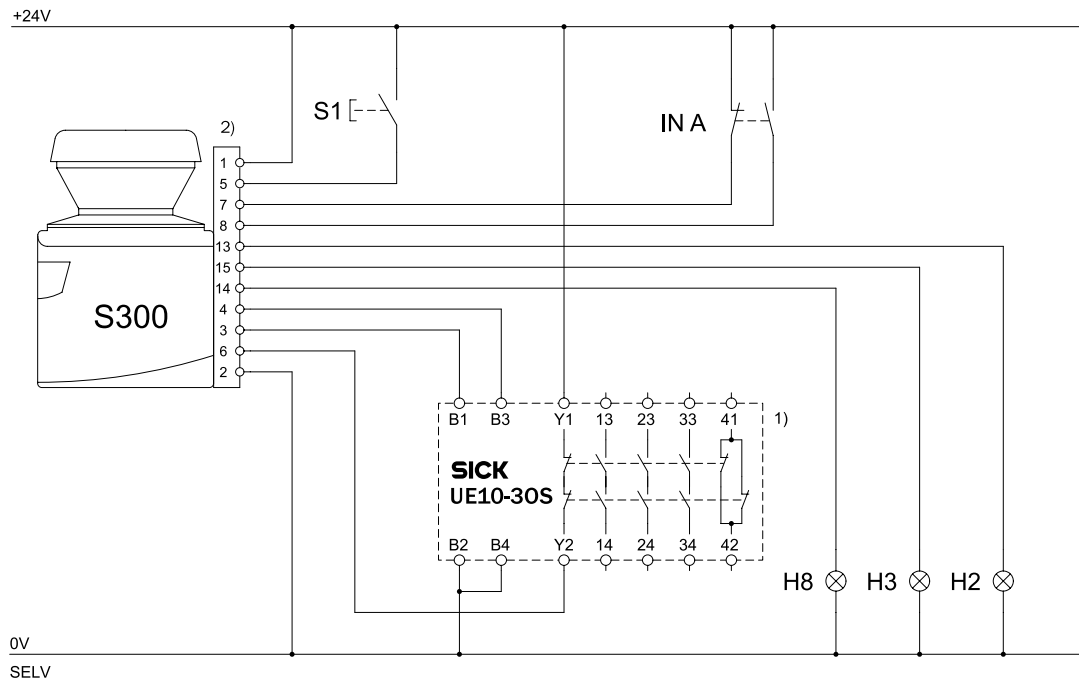 +24V
S1
IN A
2)
1
5
7
8
13
15
14
4
3
6
2
S300
B1 B3 Y1 13 23 33 41 1)
SICK
UE10-3OS
B2 B4 Y2 14 24 34 42
H8 H3 H2
0V
SELV